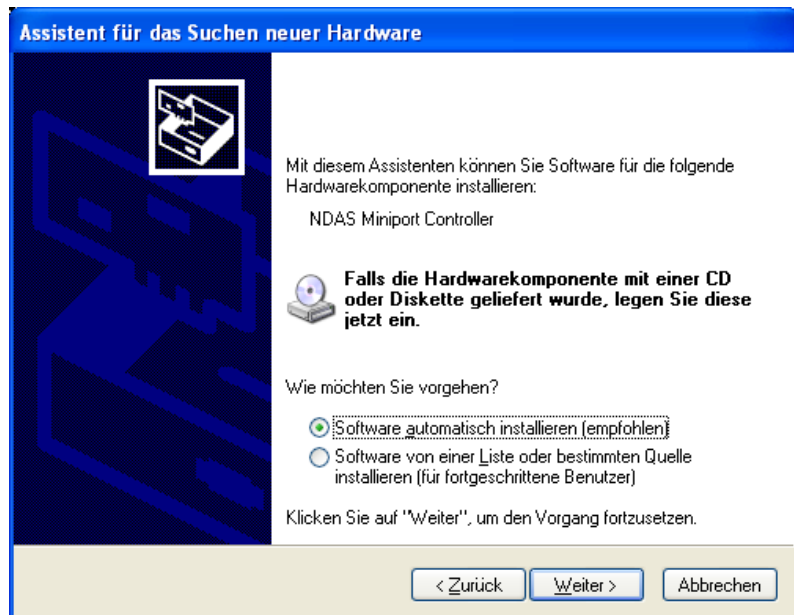 Assistent für das Suchen neuer Hardware
Mit diesem Assistenten können Sie Software für die folgende
Hardwarekomponente installieren:
NDAS Miniport Controller
Falls die Hardwarekomponente mit einer CD
oder Diskette geliefert wurde, legen Sie diese
jetzt ein.
Wie möchten Sie vorgehen?
Software automatisch installieren (empfohlen)
Software von einer Liste oder bestimmten Quelle
installieren (für fortgeschrittene Benutzer)
Klicken Sie auf "Weiter", um den Vorgang fortzusetzen.
< Zurück Weiter > Abbrechen